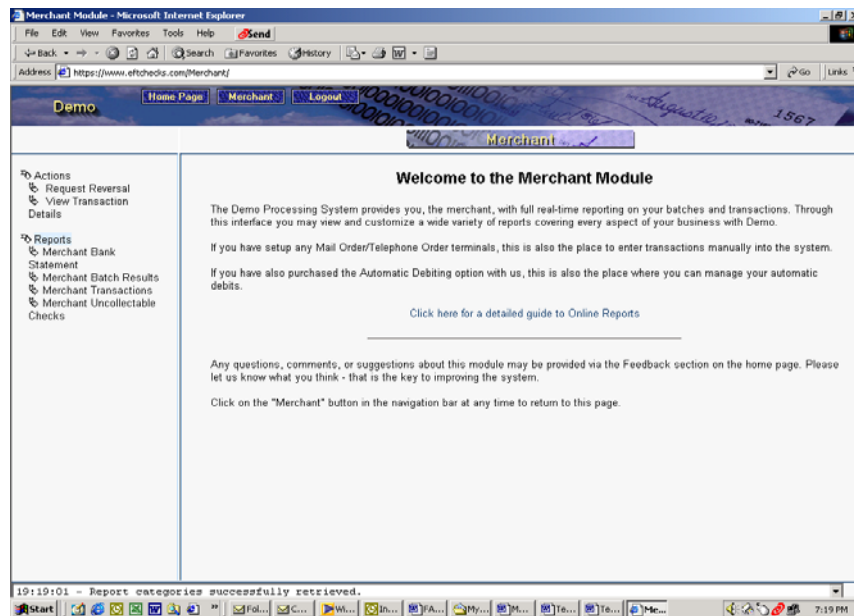 Merchant Module - Microsoft Internet Explorer
File Edit View Favorites Tools Help Send
Back Search Favorites History
Address https://www.eftchecks.com/Merchant/ Go Links
Demo Home Page Merchant Logout
August 1567
Merchant
Actions
Request Reversal
View Transaction
Details
Reports
Merchant Bank
Statement
Merchant Batch Results
Merchant Transactions
Merchant Uncollectable
Checks
Welcome to the Merchant Module
The Demo Processing System provides you, the merchant, with full real-time reporting on your batches and transactions. Through
this interface you may view and customize a wide variety of reports covering every aspect of your business with Demo.
If you have setup any Mail Order/Telephone Order terminals, this is also the place to enter transactions manually into the system.
If you have also purchased the Automatic Debiting option with us, this is also the place where you can manage your automatic
debits.
Click here for a detailed guide to Online Reports
Any questions, comments, or suggestions about this module may be provided via the Feedback section on the home page. Please
let us know what you think - that is the key to improving the system.
Click on the "Merchant" button in the navigation bar at any time to return to this page.
19:19:01 - Report categories successfully retrieved.
Start Fol... C... Wi... In... FA... My... M... Te... Te... Me... 7:19 PM